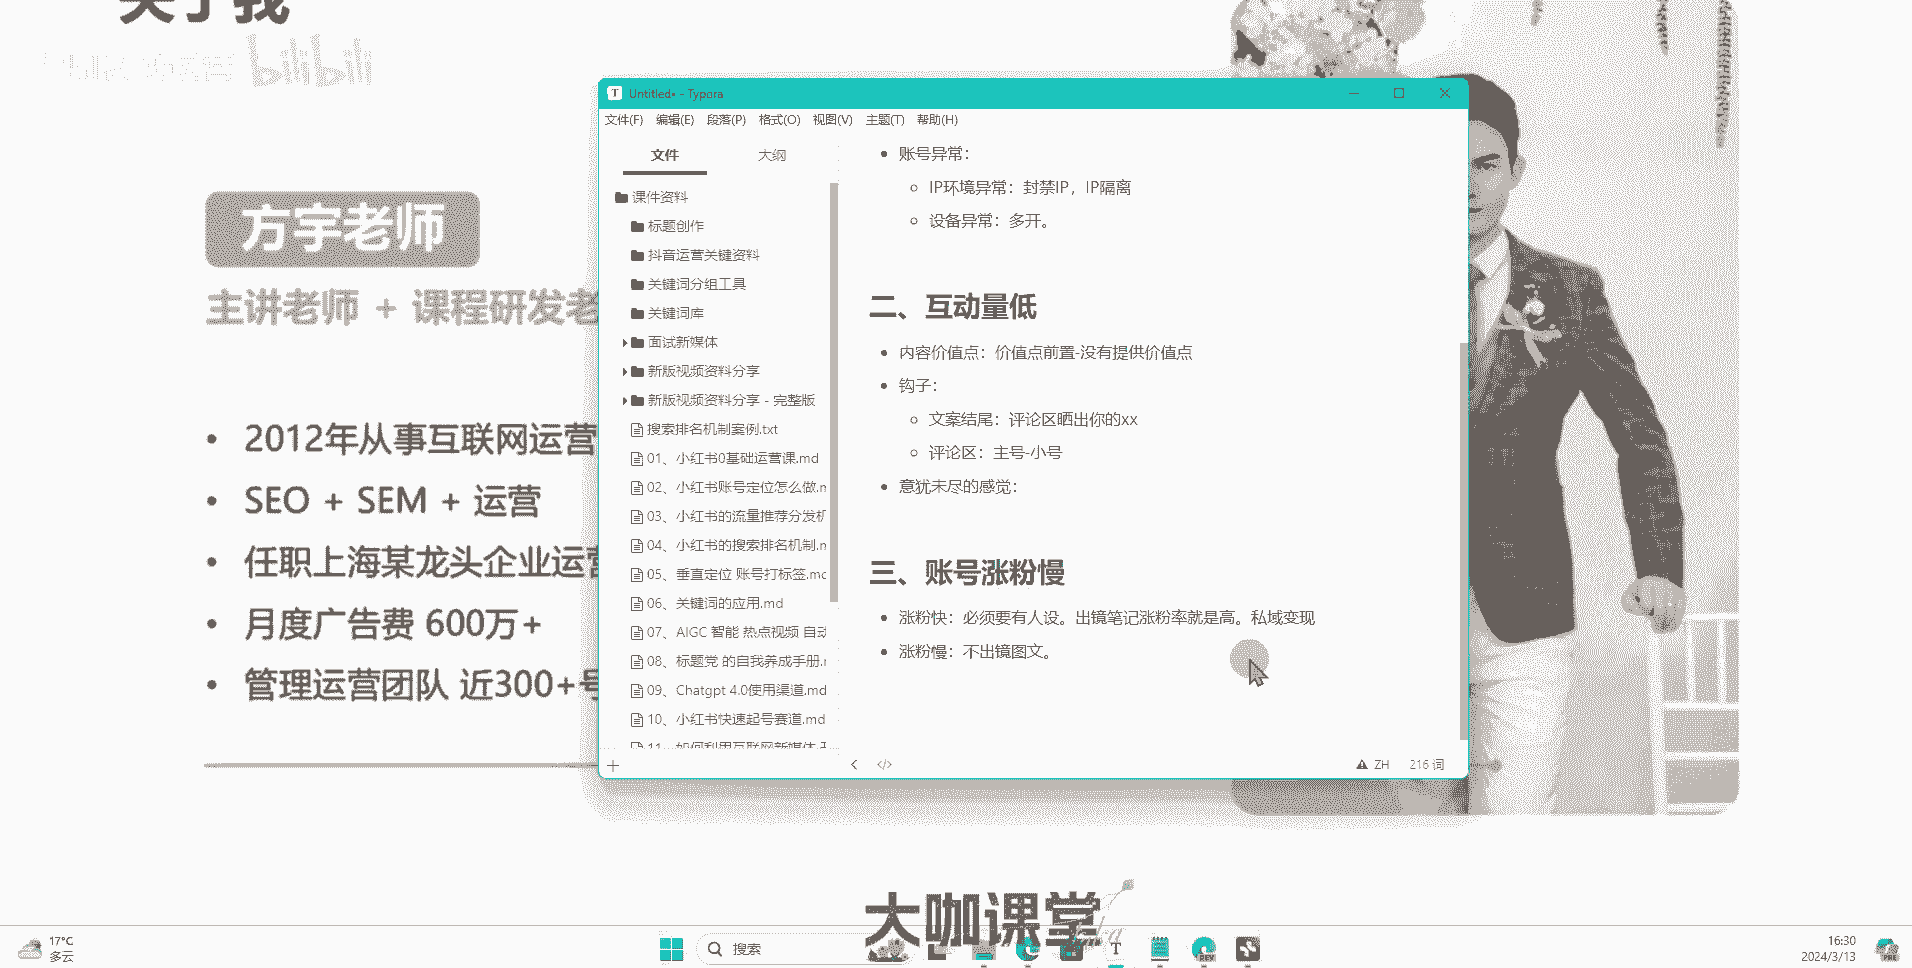 关于我
bilibili
方宇老师
主讲老师 + 课程研发老
2012年从事互联网运营
SEO + SEM + 运营
任职上海某龙头企业运营
月度广告费 600万+
管理运营团队 近300+号
Untitled• - Typora
文件(F) 编辑(E) 段落(P) 格式(O) 视图(V) 主题(T) 帮助(H)
文件 大纲
课件资料
标题创作
抖音运营关键资料
关键词分组工具
关键词库
面试新媒体
新版视频资料分享
新版视频资料分享 - 完整版
搜索排名机制案例.txt
01、小红书0基础运营课.md
02、小红书账号定位怎么做.m
03、小红书的流量推荐分发机
04、小红书的搜索排名机制.m
05、垂直定位 账号打标签.mc
06、关键词的应用.md
07、AIGC 智能 热点视频 自动
08、标题党 的自我养成手册.m
09、Chatgpt 4.0使用渠道.md
10、小红书快速起号赛道.md
11、如何利用互联网新媒体
账号异常：
IP环境异常：封禁IP，IP隔离
设备异常：多开。
二、互动量低
内容价值点：价值点前置-没有提供价值点
钩子：
文案结尾：评论区晒出你的xx
评论区：主号-小号
意犹未尽的感觉：
三、账号涨粉慢
涨粉快：必须要有人设。出镜笔记涨粉率就是高。私域变现
涨粉慢：不出镜图文。
ZH 216 词
大咖课堂
17°C
多云
搜索
16:30
2024/3/13